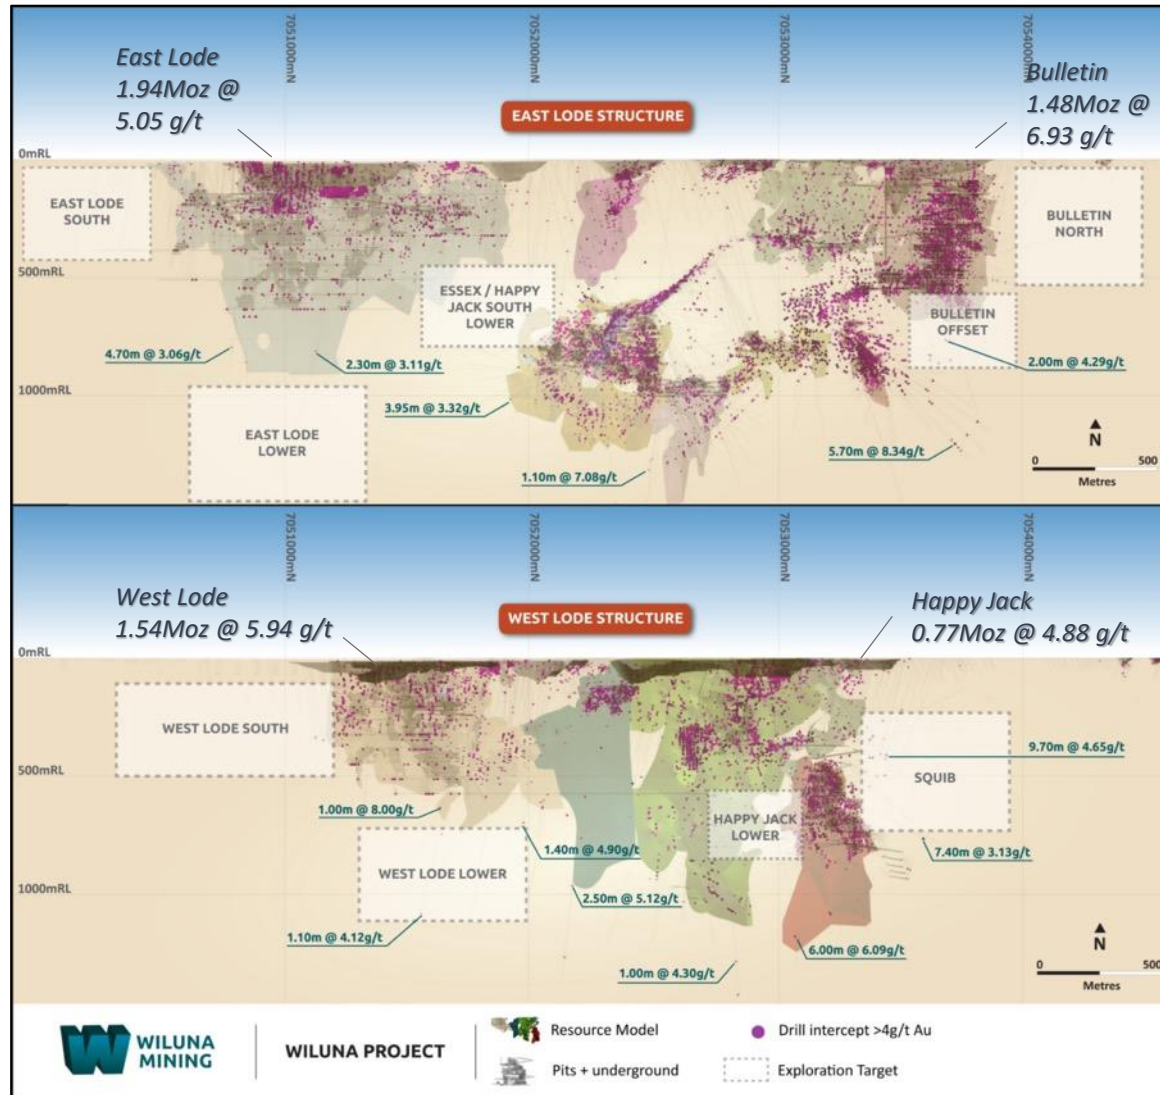 7051000mN
7052000mN
7053000mN
7054000mN
East Lode
1.94Moz @
5.05 g/t
Bulletin
1.48Moz @
6.93 g/t
EAST LODE STRUCTURE
0mRL
EAST LODE
SOUTH
BULLETIN
NORTH
500mRL
ESSEX / HAPPY
JACK SOUTH
LOWER
BULLETIN
OFFSET
4.70m @ 3.06g/t
2.30m @ 3.11g/t
2.00m @ 4.29g/t
1000mRL
3.95m @ 3.32g/t
EAST LODE
LOWER
5.70m @ 8.34g/t
1.10m @ 7.08g/t
N
0 500
Metres
7051000mN
7052000mN
7053000mN
7054000mN
West Lode
1.54Moz @ 5.94 g/t
Happy Jack
0.77Moz @ 4.88 g/t
WEST LODE STRUCTURE
0mRL
WEST LODE SOUTH
9.70m @ 4.65g/t
500mRL
SQUIB
1.00m @ 8.00g/t
HAPPY JACK
LOWER
1.40m @ 4.90g/t
7.40m @ 3.13g/t
WEST LODE LOWER
1000mRL
2.50m @ 5.12g/t
1.10m @ 4.12g/t
6.00m @ 6.09g/t
1.00m @ 4.30g/t
N
0 500
Metres
WILUNA
MINING
WILUNA PROJECT
Resource Model
Pits + underground
Drill intercept >4g/t Au
Exploration Target